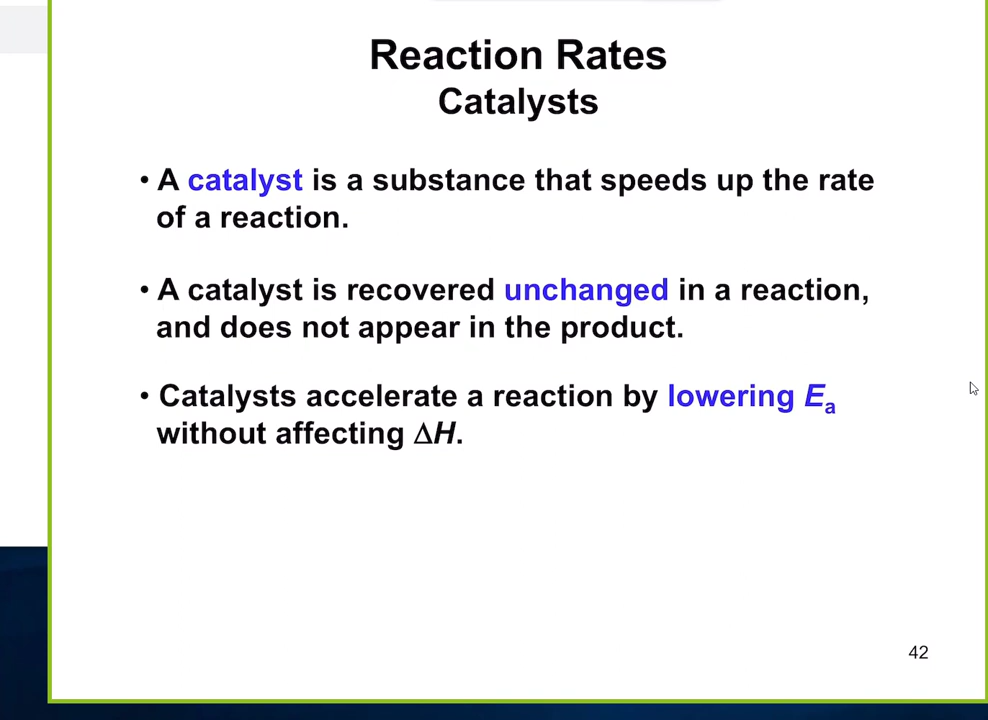 Reaction Rates
Catalysts
• A catalyst is a substance that speeds up the rate
of a reaction.
• A catalyst is recovered unchanged in a reaction,
and does not appear in the product.
• Catalysts accelerate a reaction by lowering Ea
without affecting ΔH.
42